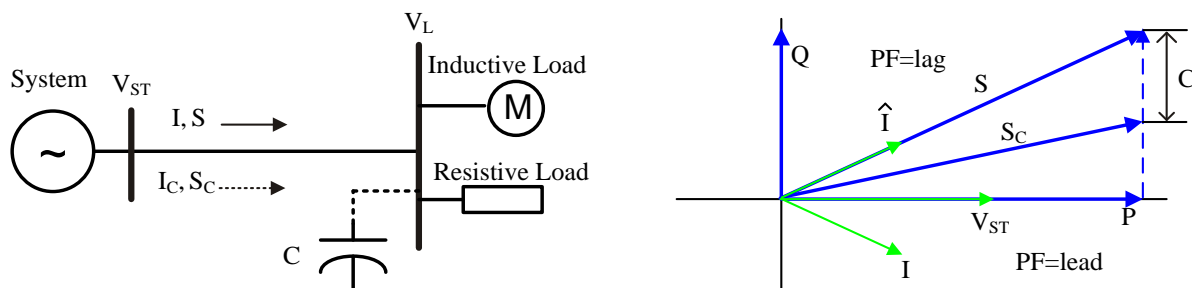 System
V_ST
V_L
Inductive Load
M
I, S
~
I_C, S_C
Resistive Load
C
Q
PF=lag
S
Î
S_C
C
V_ST
P
I
PF=lead